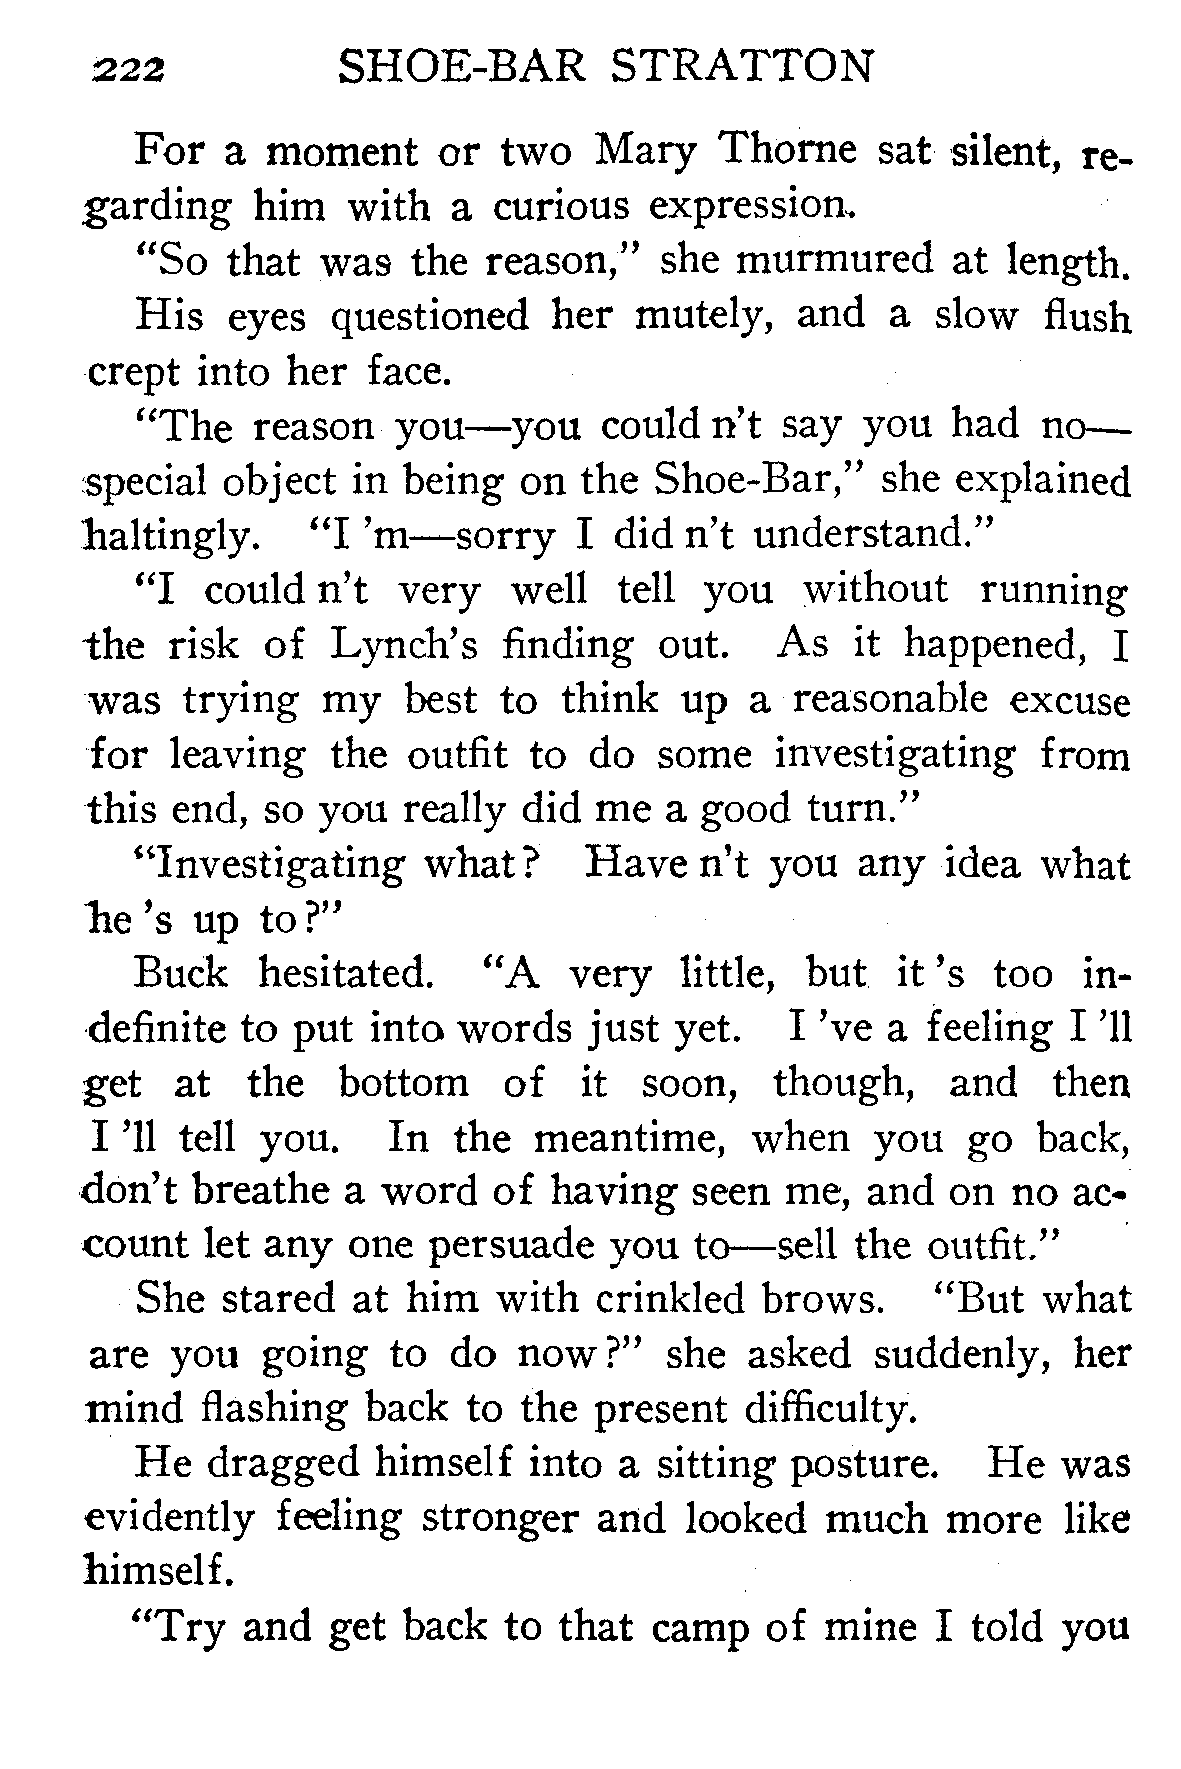 222 SHOE-BAR STRATTON
For a moment or two Mary Thorne sat silent, re-
garding him with a curious expression.
"So that was the reason," she murmured at length.
His eyes questioned her mutely, and a slow flush
crept into her face.
"The reason you—you could n't say you had no—
special object in being on the Shoe-Bar," she explained
haltingly. "I 'm—sorry I did n't understand."
"I could n't very well tell you without running
the risk of Lynch's finding out. As it happened, I
was trying my best to think up a reasonable excuse
for leaving the outfit to do some investigating from
this end, so you really did me a good turn."
"Investigating what? Have n't you any idea what
he 's up to?"
Buck hesitated. "A very little, but it 's too in-
definite to put into words just yet. I 've a feeling I 'll
get at the bottom of it soon, though, and then
I 'll tell you. In the meantime, when you go back,
don't breathe a word of having seen me, and on no ac-
count let any one persuade you to—sell the outfit."
She stared at him with crinkled brows. "But what
are you going to do now?" she asked suddenly, her
mind flashing back to the present difficulty.
He dragged himself into a sitting posture. He was
evidently feeling stronger and looked much more like
himself.
"Try and get back to that camp of mine I told you